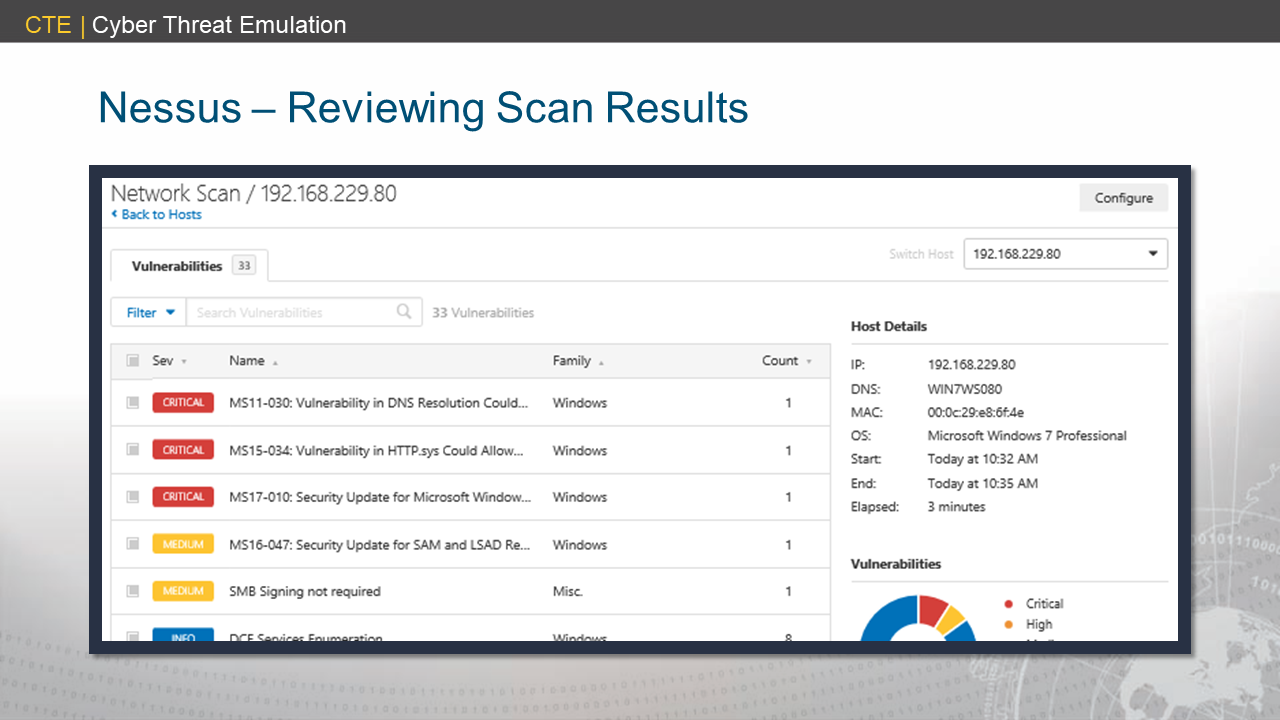 CTE | Cyber Threat Emulation
Nessus – Reviewing Scan Results
Network Scan / 192.168.229.80
Back to Hosts
Configure
Vulnerabilities 33
Switch Host 192.168.229.80
Filter Search Vulnerabilities 33 Vulnerabilities
Sev Name Family Count
CRITICAL MS11-030: Vulnerability in DNS Resolution Could... Windows 1
CRITICAL MS15-034: Vulnerability in HTTP.sys Could Allow... Windows 1
CRITICAL MS17-010: Security Update for Microsoft Window... Windows 1
MEDIUM MS16-047: Security Update for SAM and LSAD Re... Windows 1
MEDIUM SMB Signing not required Misc. 1
INFO DCE Services Enumeration Windows 8
Host Details
IP: 192.168.229.80
DNS: WIN7WS080
MAC: 00:0c:29:e8:6f:4e
OS: Microsoft Windows 7 Professional
Start: Today at 10:32 AM
End: Today at 10:35 AM
Elapsed: 3 minutes
Vulnerabilities
Critical
High